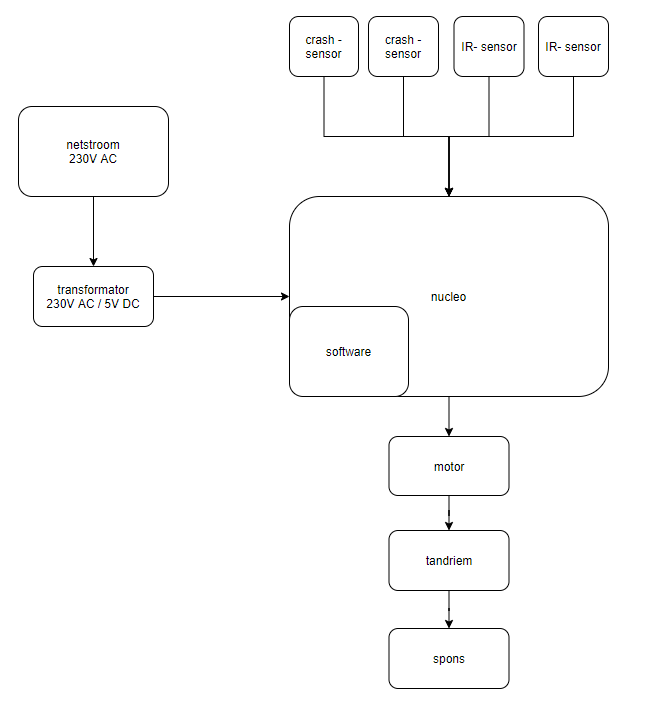 crash -
sensor
crash -
sensor
IR- sensor
IR- sensor
netstroom
230V AC
transformator
230V AC / 5V DC
nucleo
software
motor
tandriem
spons